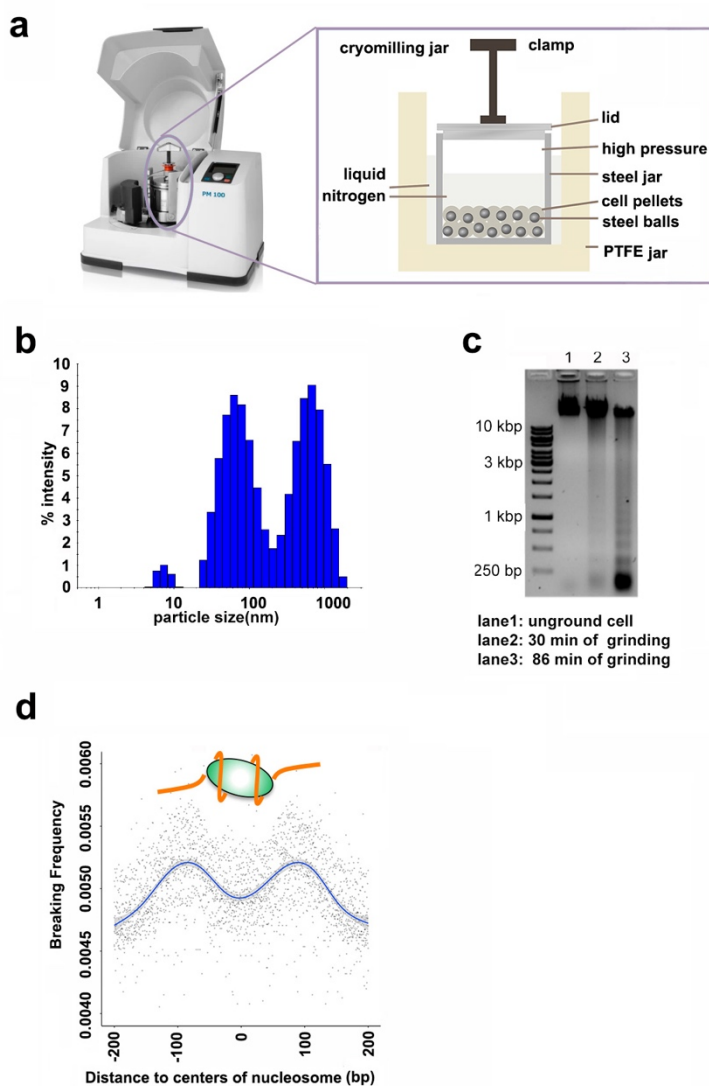 a
PM 100
cryomilling jar
clamp
lid
high pressure
steel jar
cell pellets
steel balls
PTFE jar
liquid
nitrogen
b
10
9
8
7
6
5
4
3
2
1
0
% intensity
1 10 100 1000
particle size(nm)
c
1 2 3
10 kbp
3 kbp
1 kbp
250 bp
lane1: unground cell
lane2: 30 min of grinding
lane3: 86 min of grinding
d
0.0060
0.0055
0.0050
0.0045
0.0040
Breaking Frequency
-200 -100 0 100 200
Distance to centers of nucleosome (bp)